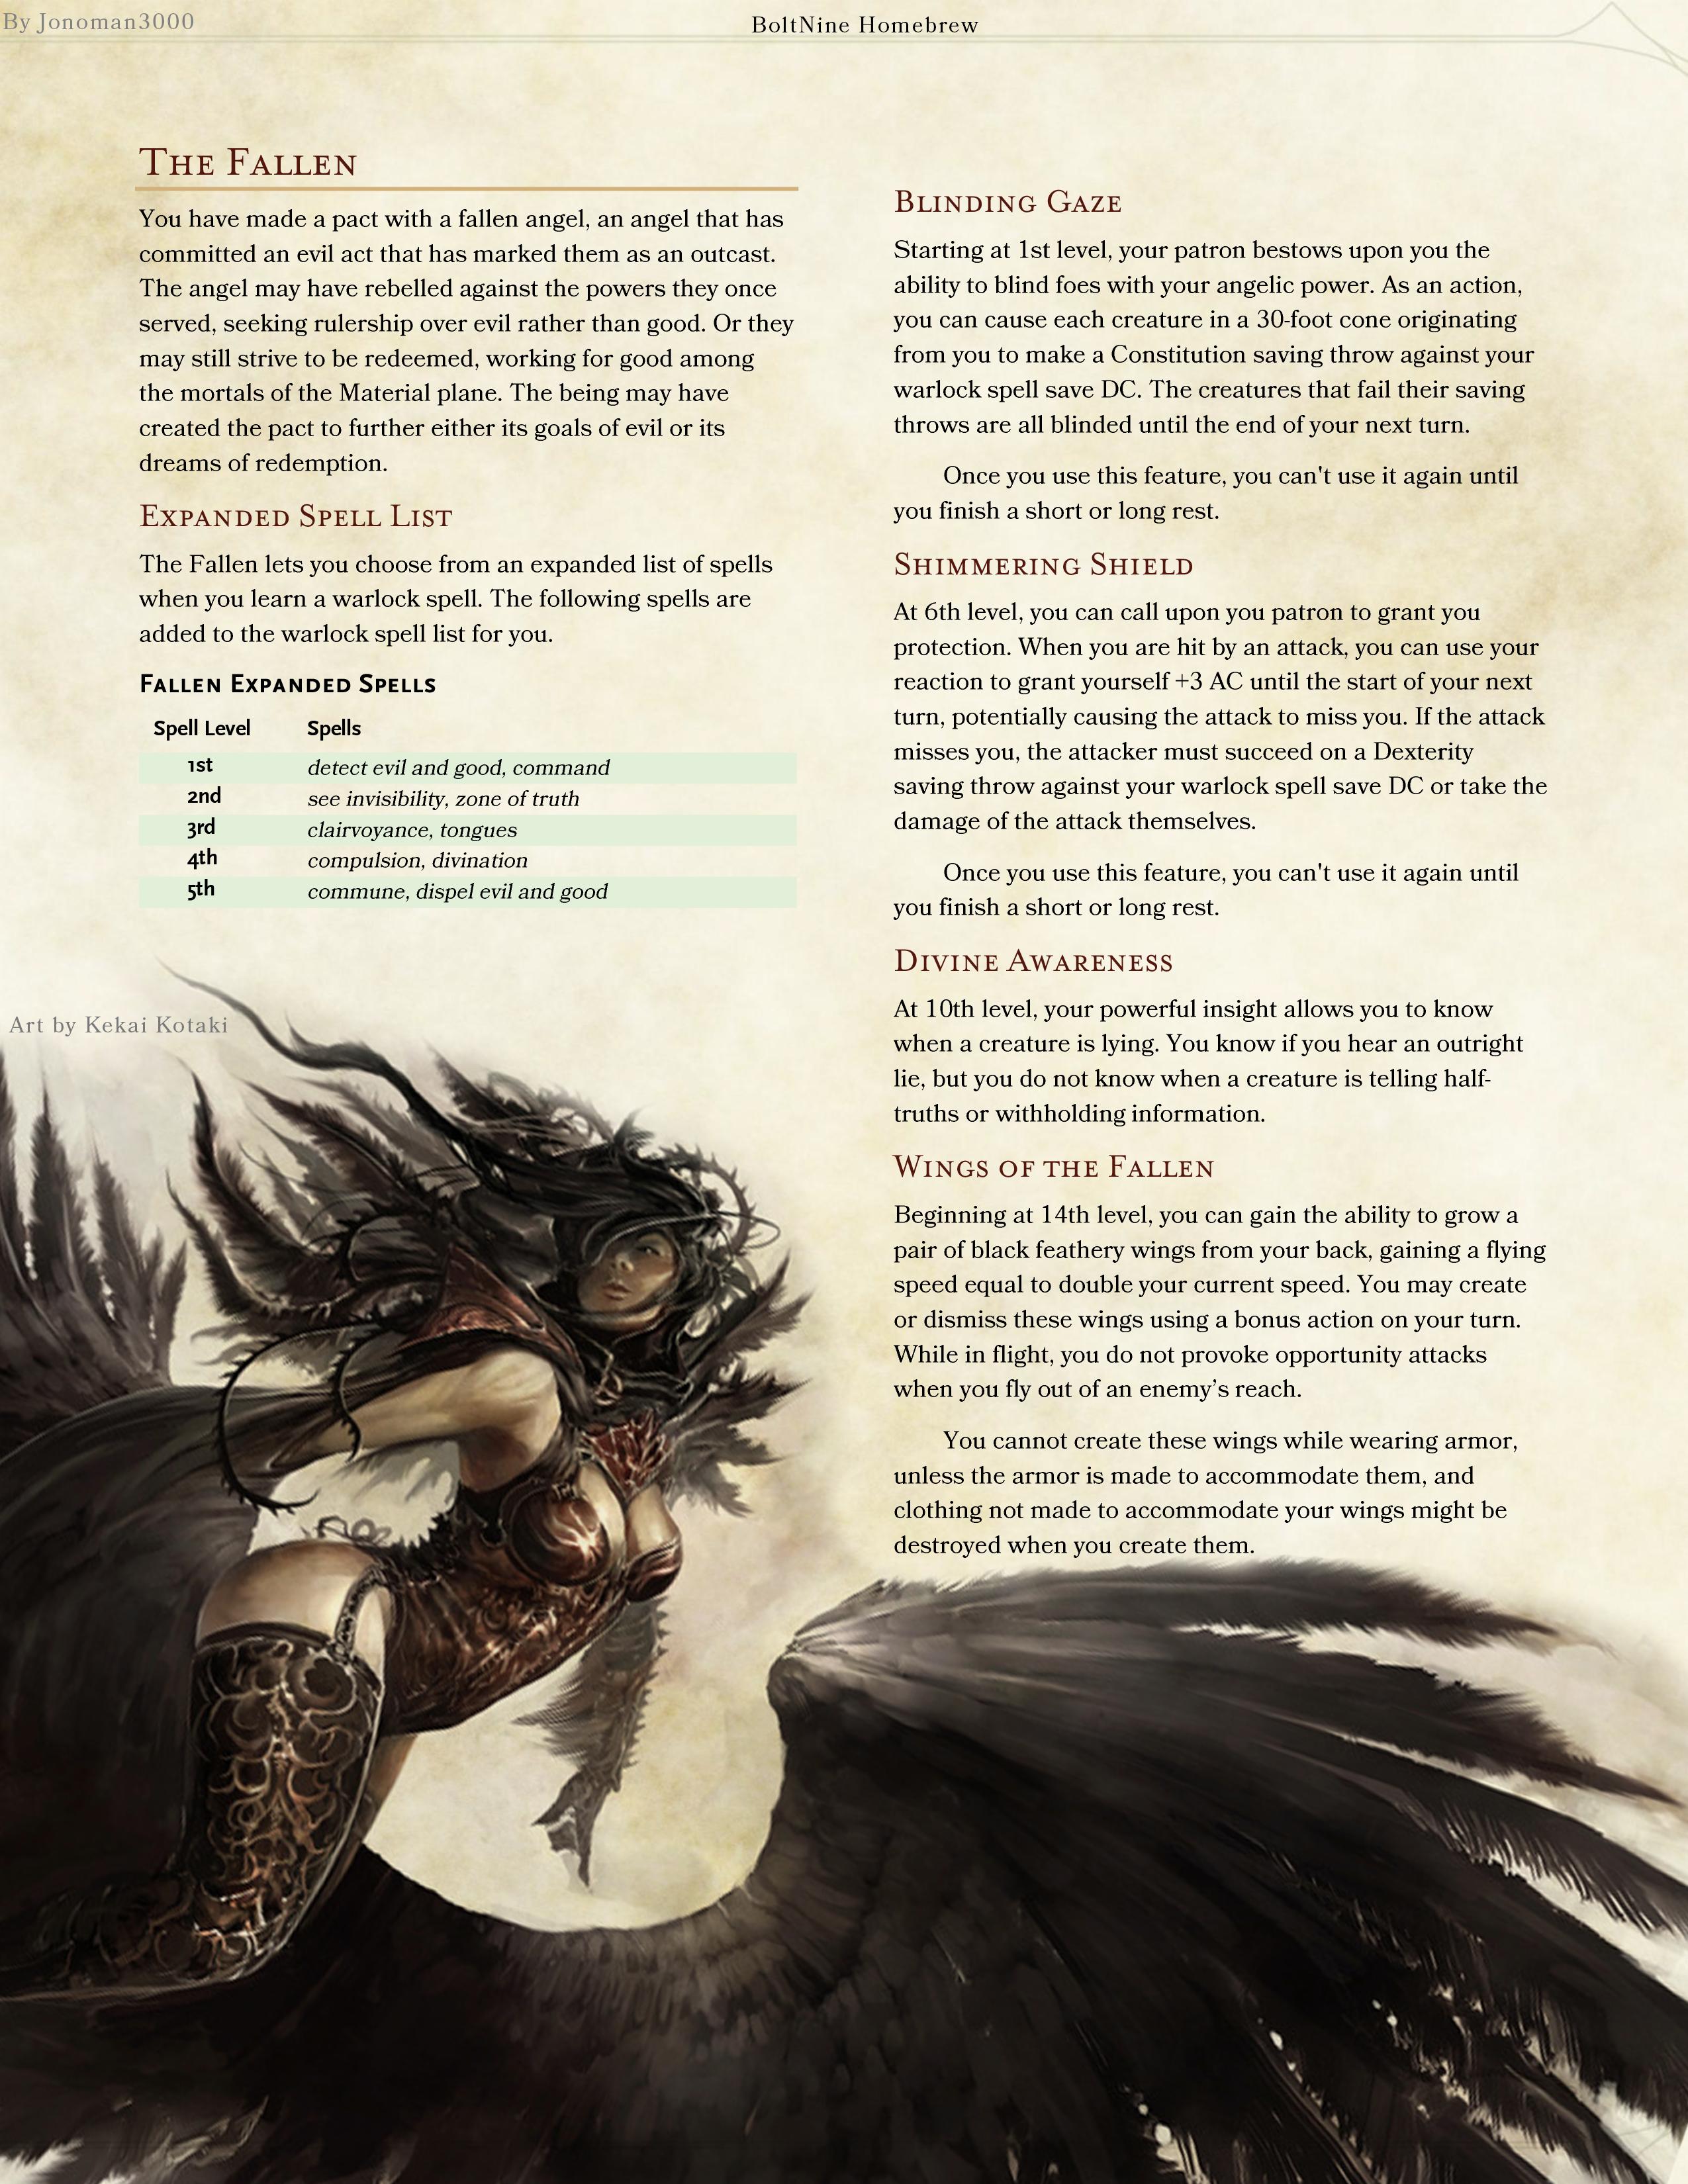 By Jonoman3000
BoltNine Homebrew
The Fallen
You have made a pact with a fallen angel, an angel that has
committed an evil act that has marked them as an outcast.
The angel may have rebelled against the powers they once
served, seeking rulership over evil rather than good. Or they
may still strive to be redeemed, working for good among
the mortals of the Material plane. The being may have
created the pact to further either its goals of evil or its
dreams of redemption.
Expanded Spell List
The Fallen lets you choose from an expanded list of spells
when you learn a warlock spell. The following spells are
added to the warlock spell list for you.
Fallen Expanded Spells
Spell Level Spells
1st detect evil and good, command
2nd see invisibility, zone of truth
3rd clairvoyance, tongues
4th compulsion, divination
5th commune, dispel evil and good
Art by Kekai Kotaki
Blinding Gaze
Starting at 1st level, your patron bestows upon you the
ability to blind foes with your angelic power. As an action,
you can cause each creature in a 30-foot cone originating
from you to make a Constitution saving throw against your
warlock spell save DC. The creatures that fail their saving
throws are all blinded until the end of your next turn.
Once you use this feature, you can't use it again until
you finish a short or long rest.
Shimmering Shield
At 6th level, you can call upon you patron to grant you
protection. When you are hit by an attack, you can use your
reaction to grant yourself +3 AC until the start of your next
turn, potentially causing the attack to miss you. If the attack
misses you, the attacker must succeed on a Dexterity
saving throw against your warlock spell save DC or take the
damage of the attack themselves.
Once you use this feature, you can't use it again until
you finish a short or long rest.
Divine Awareness
At 10th level, your powerful insight allows you to know
when a creature is lying. You know if you hear an outright
lie, but you do not know when a creature is telling half-
truths or withholding information.
Wings of the Fallen
Beginning at 14th level, you can gain the ability to grow a
pair of black feathery wings from your back, gaining a flying
speed equal to double your current speed. You may create
or dismiss these wings using a bonus action on your turn.
While in flight, you do not provoke opportunity attacks
when you fly out of an enemy’s reach.
You cannot create these wings while wearing armor,
unless the armor is made to accommodate them, and
clothing not made to accommodate your wings might be
destroyed when you create them.